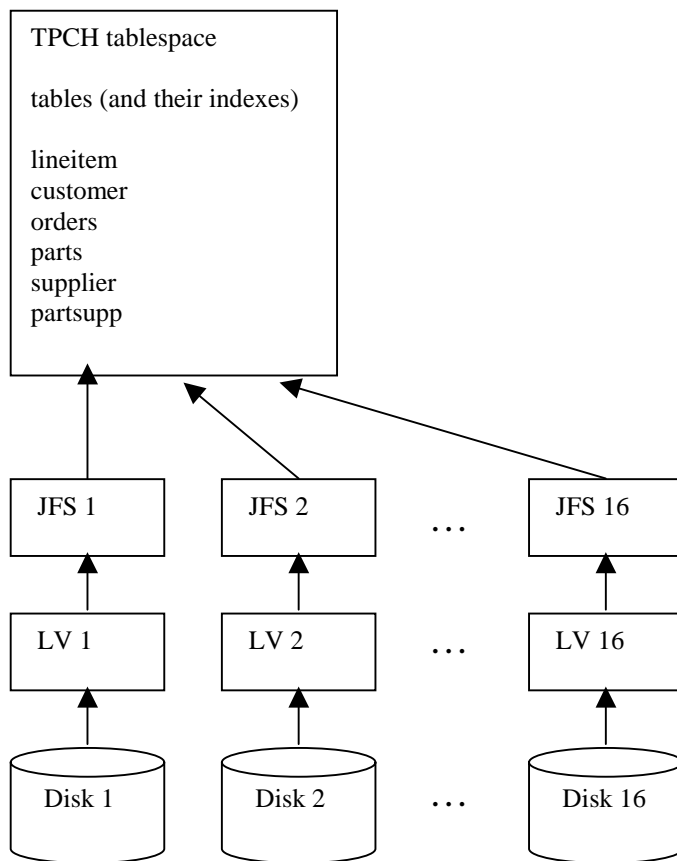 TPCH tablespace
tables (and their indexes)
lineitem
customer
orders
parts
supplier
partsupp
JFS 1
JFS 2
...
JFS 16
LV 1
LV 2
...
LV 16
Disk 1
Disk 2
...
Disk 16